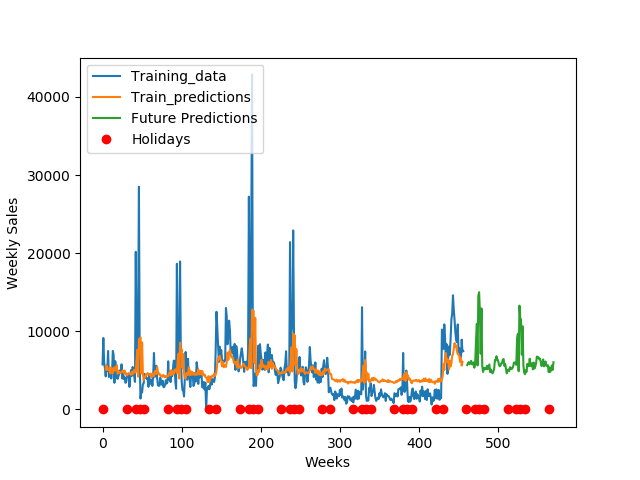 Training_data
Train_predictions
Future Predictions
Holidays
40000
30000
20000
10000
0
Weekly Sales
0 100 200 300 400 500
Weeks